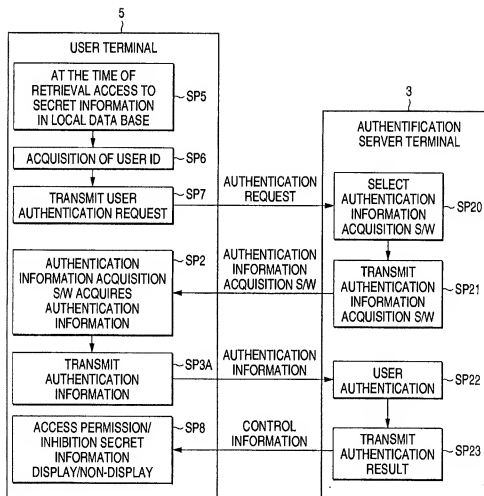 5
USER TERMINAL
AT THE TIME OF
RETRIEVAL ACCESS TO
SECRET INFORMATION
IN LOCAL DATA BASE
SP5
ACQUISITION OF USER ID
SP6
TRANSMIT USER
AUTHENTICATION REQUEST
SP7
AUTHENTICATION
REQUEST
3
AUTHENTIFICATION
SERVER TERMINAL
SELECT
AUTHENTICATION
INFORMATION
ACQUISITION S/W
SP20
AUTHENTICATION
INFORMATION ACQUISITION
S/W ACQUIRES
AUTHENTICATION
INFORMATION
SP2
AUTHENTICATION
INFORMATION
ACQUISITION S/W
TRANSMIT
AUTHENTICATION
INFORMATION
ACQUISITION S/W
SP21
TRANSMIT
AUTHENTICATION
INFORMATION
SP3A
AUTHENTICATION
INFORMATION
USER
AUTHENTICATION
SP22
ACCESS PERMISSION/
INHIBITION SECRET
INFORMATION
DISPLAY/NON-DISPLAY
SP8
CONTROL
INFORMATION
TRANSMIT
AUTHENTICATION
RESULT
SP23